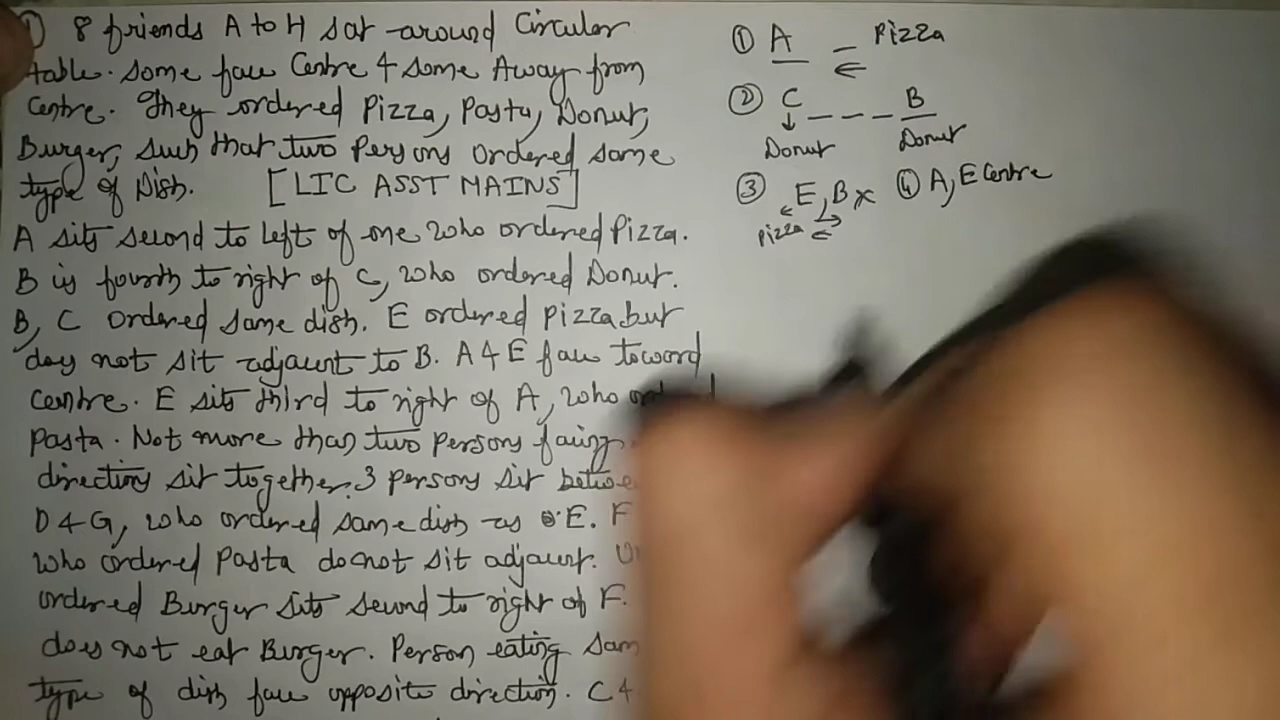 ① 8 friends A to H sat around Circular
table. Some face Centre & some Away from
Centre. They ordered Pizza, Pasta, Donut,
Burger, such that two Persons ordered same
type of Dish. [LIC ASST MAINS]
A sits second to left of one who ordered Pizza.
B is fourth to right of C, who ordered Donut.
B, C ordered same dish. E ordered pizza but
does not sit adjacent to B. A & E face toward
centre. E sits third to right of A, who
Pasta. Not more than two persons facing
directions sit together. 3 persons sit
D & G, who ordered same dish as E. F
who ordered Pasta do not sit adjacent.
ordered Burger sits second to right of F.
does not eat Burger. Person eating
type of dish face opposite direction. C &
① A = Pizza
② C _ _ _ B
Donut Donut
③ E, B x ④ A, E Centre
Pizza